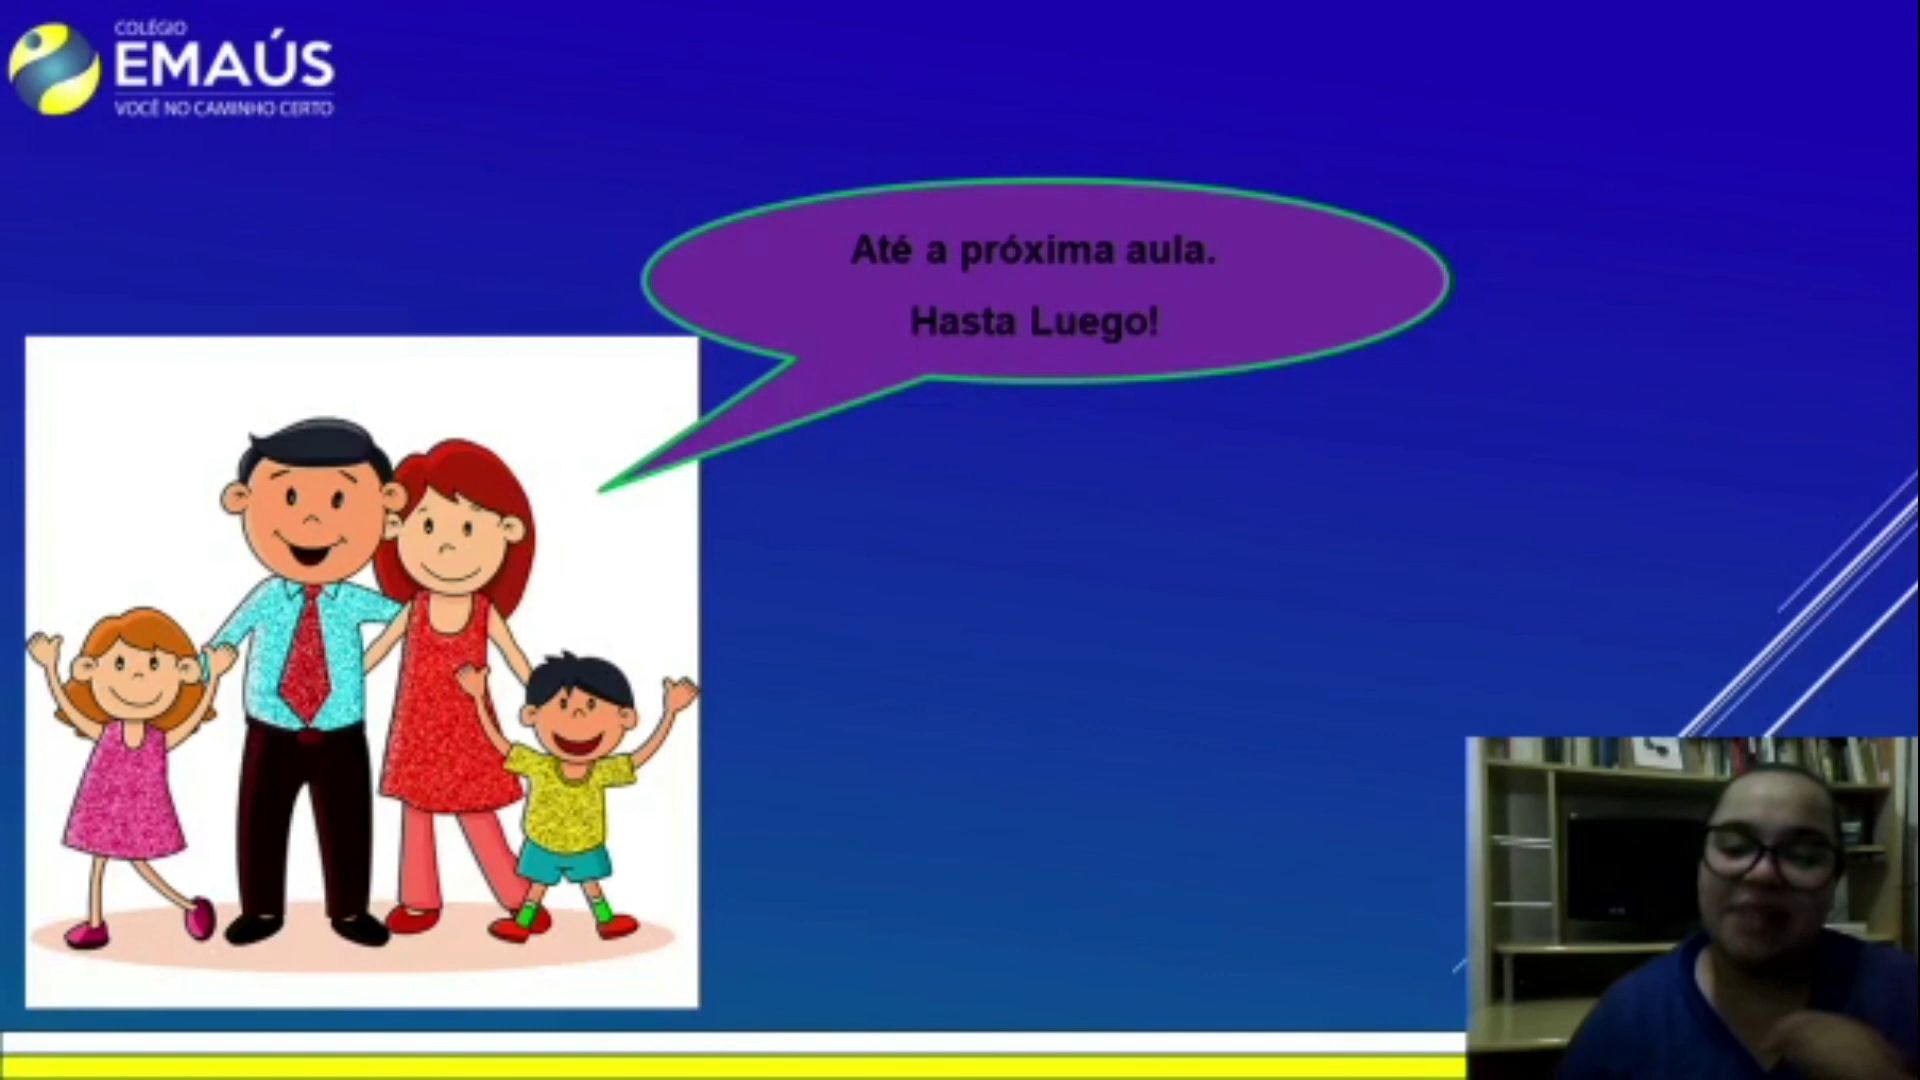 COLÉGIO
EMAÚS
VOCÊ NO CAMINHO CERTO
Até a próxima aula.
Hasta Luego!